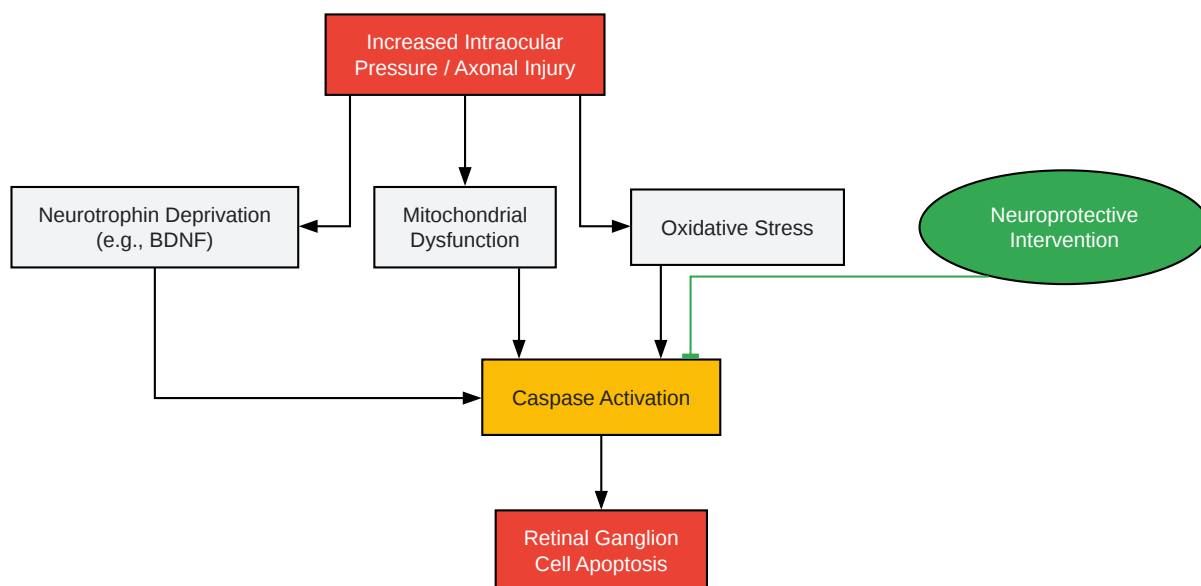 Increased Intraocular
Pressure / Axonal Injury
Neurotrophin Deprivation
(e.g., BDNF)
Mitochondrial
Dysfunction
Oxidative Stress
Neuroprotective
Intervention
Caspase Activation
Retinal Ganglion
Cell Apoptosis